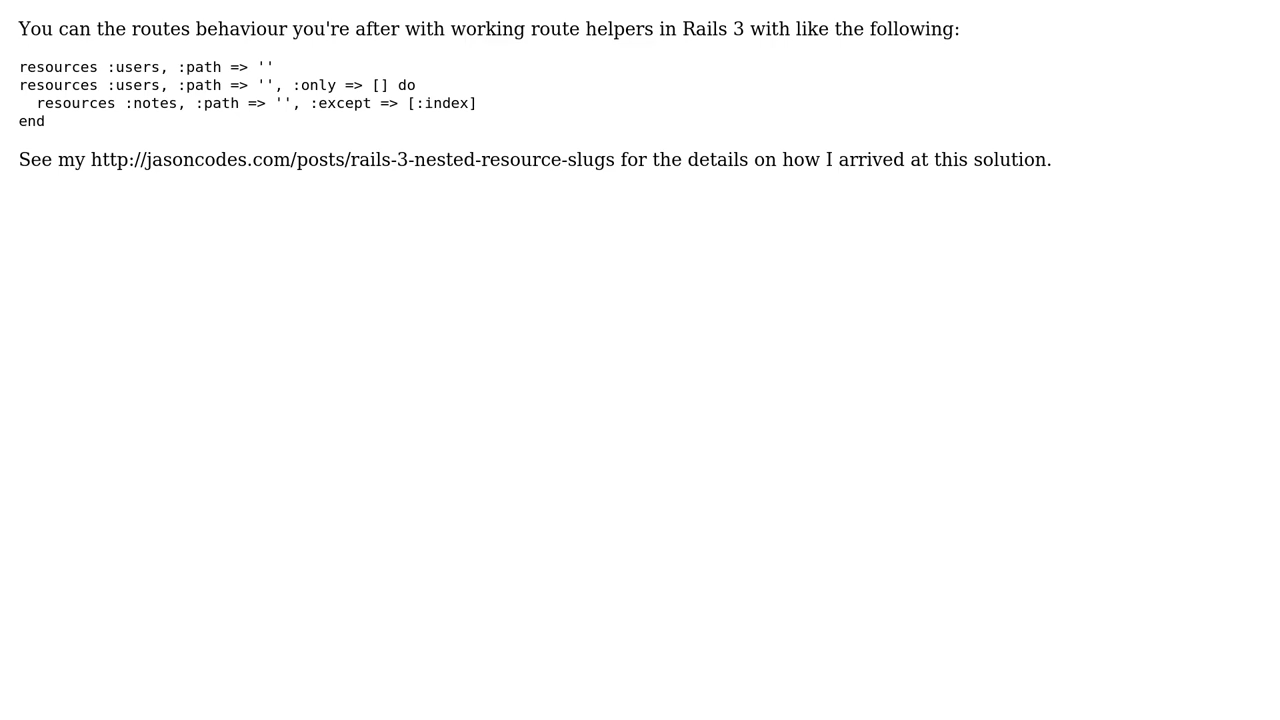 You can the routes behaviour you're after with working route helpers in Rails 3 with like the following:
resources :users, :path => ''
resources :users, :path => '', :only => [] do
  resources :notes, :path => '', :except => [:index]
end
See my http://jasoncodes.com/posts/rails-3-nested-resource-slugs for the details on how I arrived at this solution.